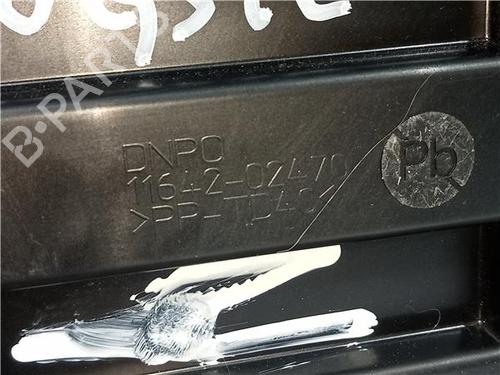 B-PARTS
DNPO
11642-02470
>PP-TD40<
Pb